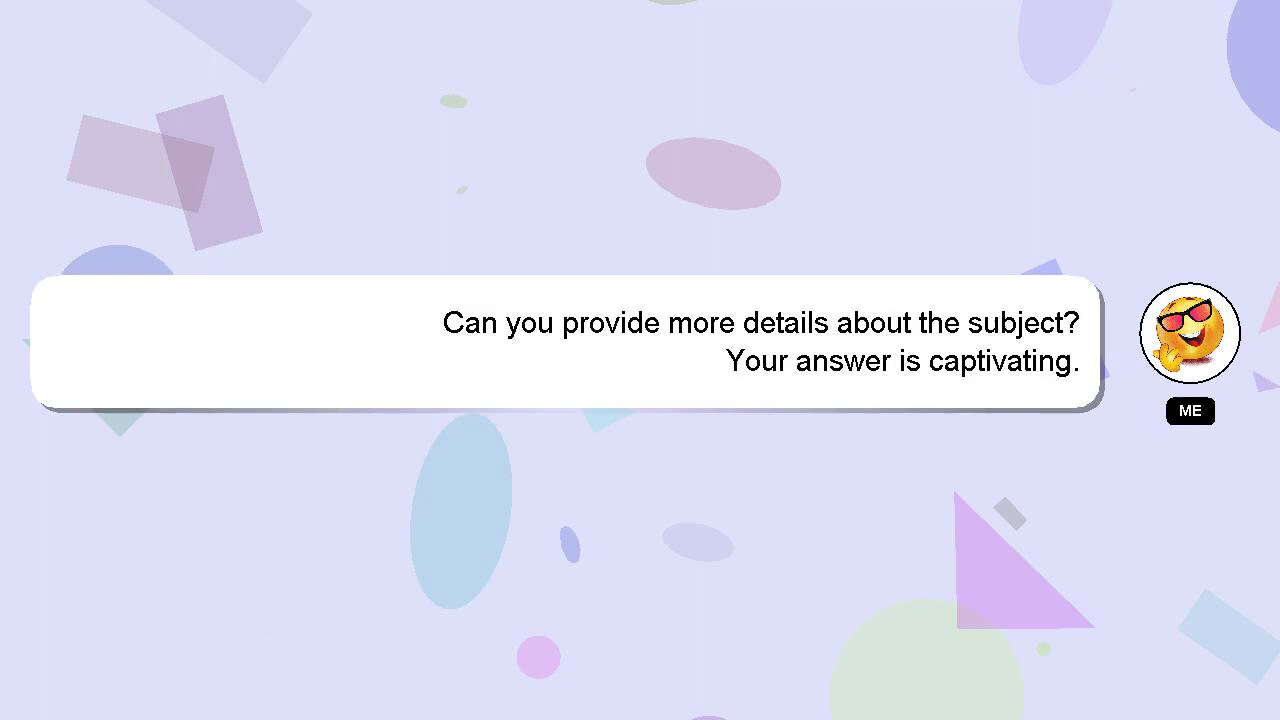 Can you provide more details about the subject?
Your answer is captivating.
ME